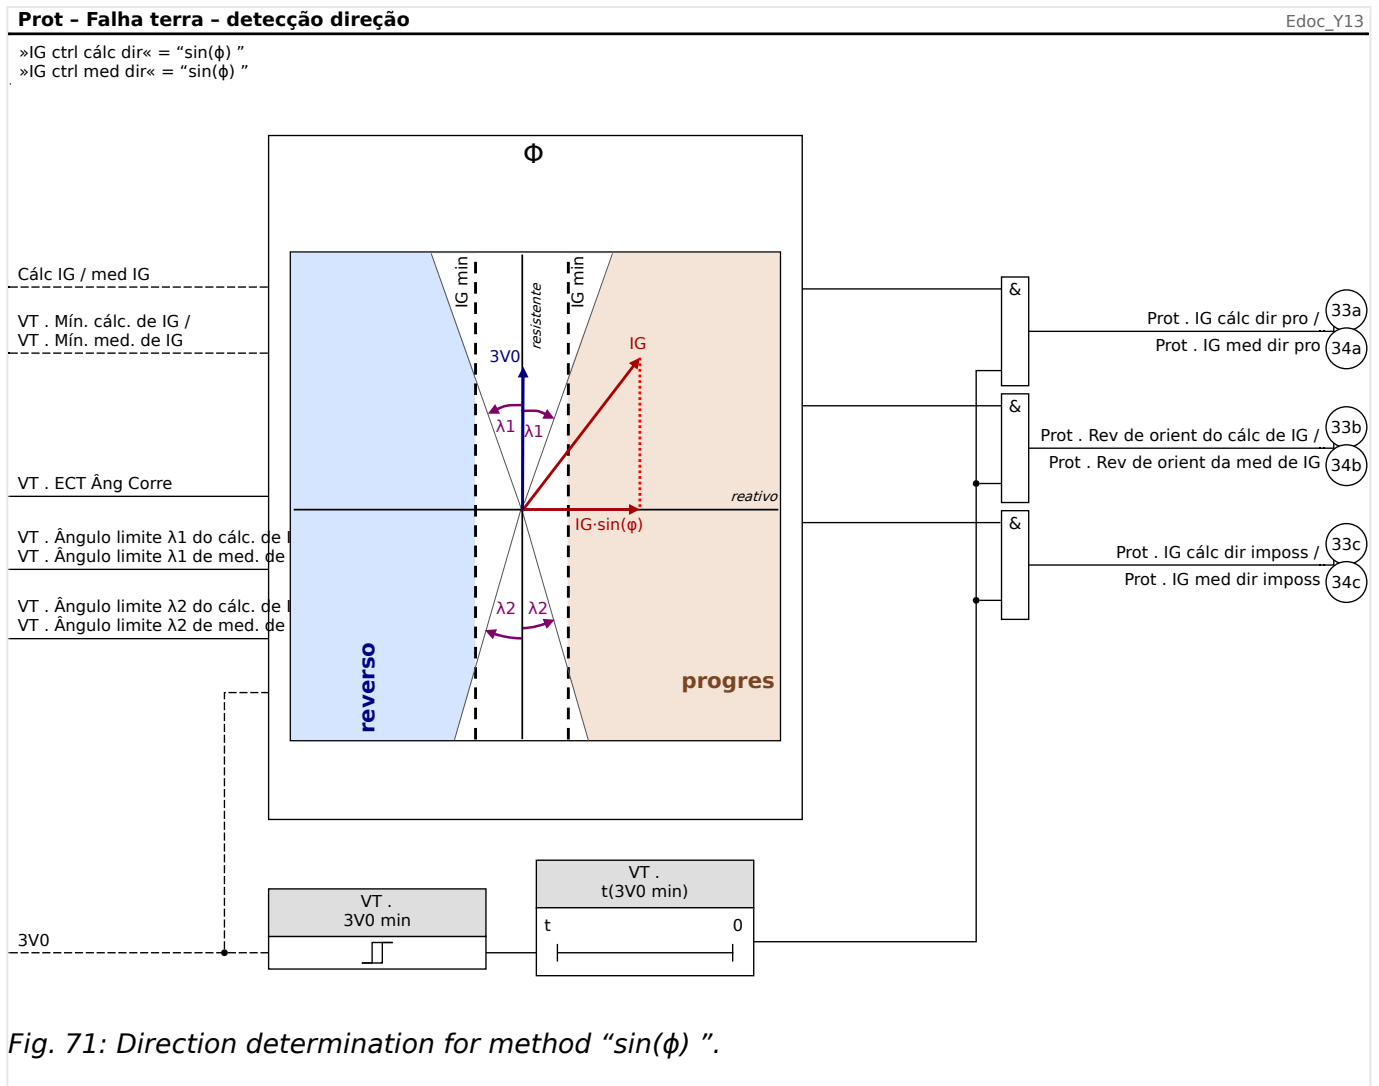 Prot – Falha terra – detecção direção
Edoc_Y13
»IG ctrl cálc dir« = “sin(ϕ) ”
»IG ctrl med dir« = “sin(ϕ) ”
Φ
Cálc IG / med IG
VT . Mín. cálc. de IG /
VT . Mín. med. de IG
VT . ECT Âng Corre
VT . Ângulo limite λ1 do cálc. de I
VT . Ângulo limite λ1 de med. de
VT . Ângulo limite λ2 do cálc. de I
VT . Ângulo limite λ2 de med. de
3V0
IG min
resistente
IG min
3V0
IG
λ1
λ1
reativo
IG·sin(φ)
λ2
λ2
reverso
progres
&
Prot . IG cálc dir pro /
33a
Prot . IG med dir pro
34a
&
Prot . Rev de orient do cálc de IG /
33b
Prot . Rev de orient da med de IG
34b
&
Prot . IG cálc dir imposs /
33c
Prot . IG med dir imposs
34c
VT .
3V0 min
VT .
t(3V0 min)
t
0
Fig. 71: Direction determination for method “sin(ϕ) ”.